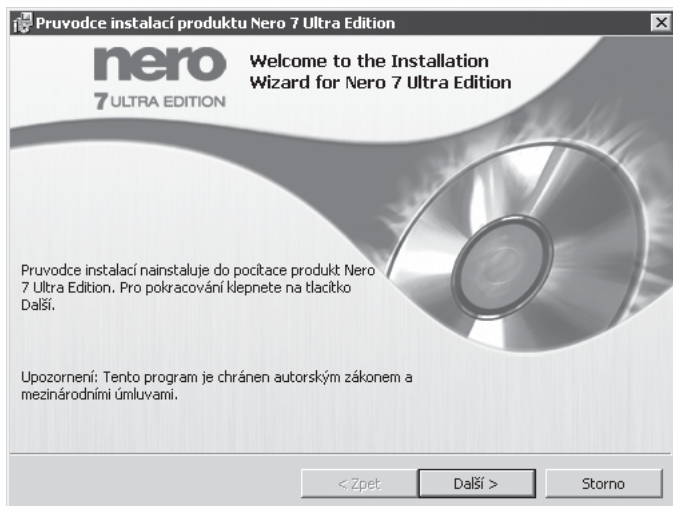 Pruvodce instalací produktu Nero 7 Ultra Edition
nero
7 ULTRA EDITION
Welcome to the Installation
Wizard for Nero 7 Ultra Edition
Pruvodce instalací nainstaluje do pocítace produkt Nero
7 Ultra Edition. Pro pokracování klepnete na tlacítko
Další.
Upozornení: Tento program je chránen autorským zákonem a
mezinárodními úmluvami.
< Zpet
Další >
Storno